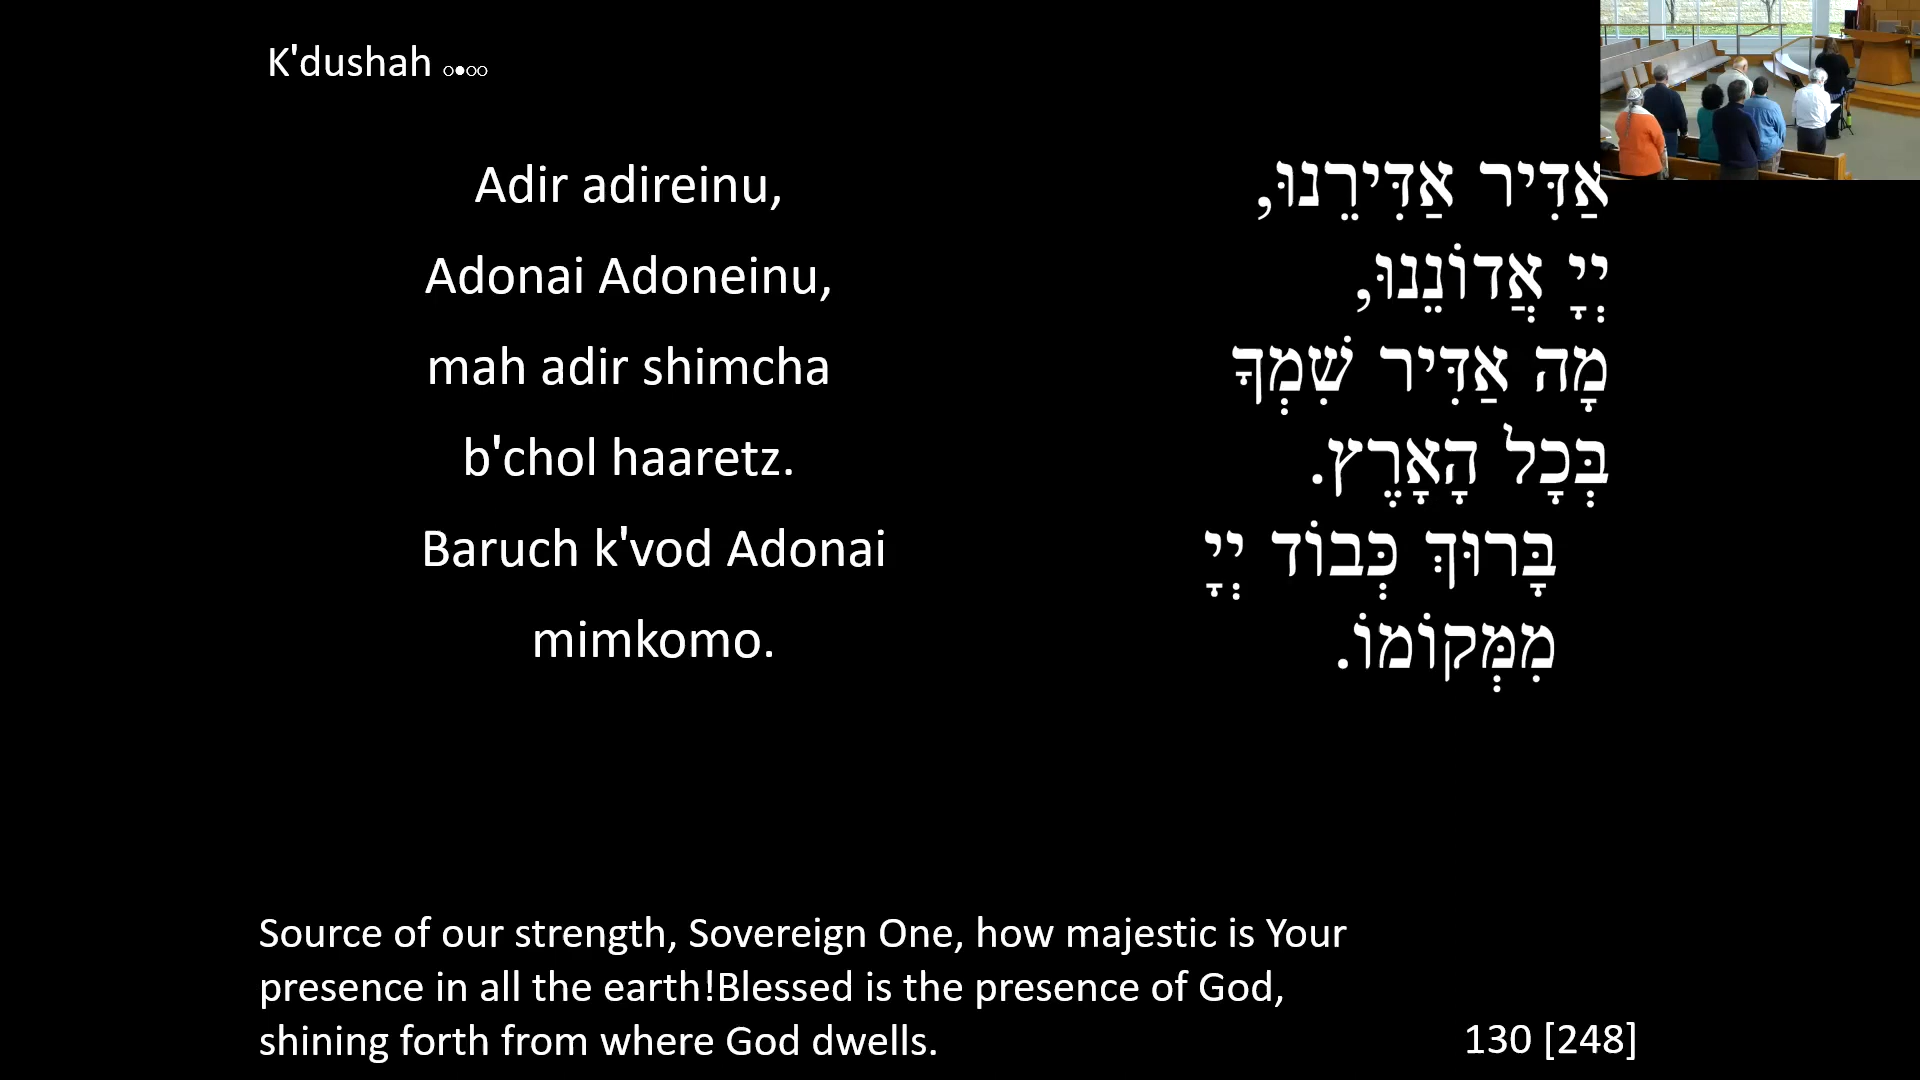 K'dushah ○●○○
Adir adireinu,
Adonai Adoneinu,
mah adir shimcha
b'chol haaretz.
Baruch k'vod Adonai
mimkomo.
אַדִּיר אַדִּירֵנוּ,
יְיָ אֲדוֹנֵנוּ,
מָה אַדִּיר שִׁמְךָ
בְּכָל הָאָרֶץ.
בָּרוּךְ כְּבוֹד יְיָ
מִמְּקוֹמוֹ.
Source of our strength, Sovereign One, how majestic is Your
presence in all the earth!Blessed is the presence of God,
shining forth from where God dwells.
130 [248]